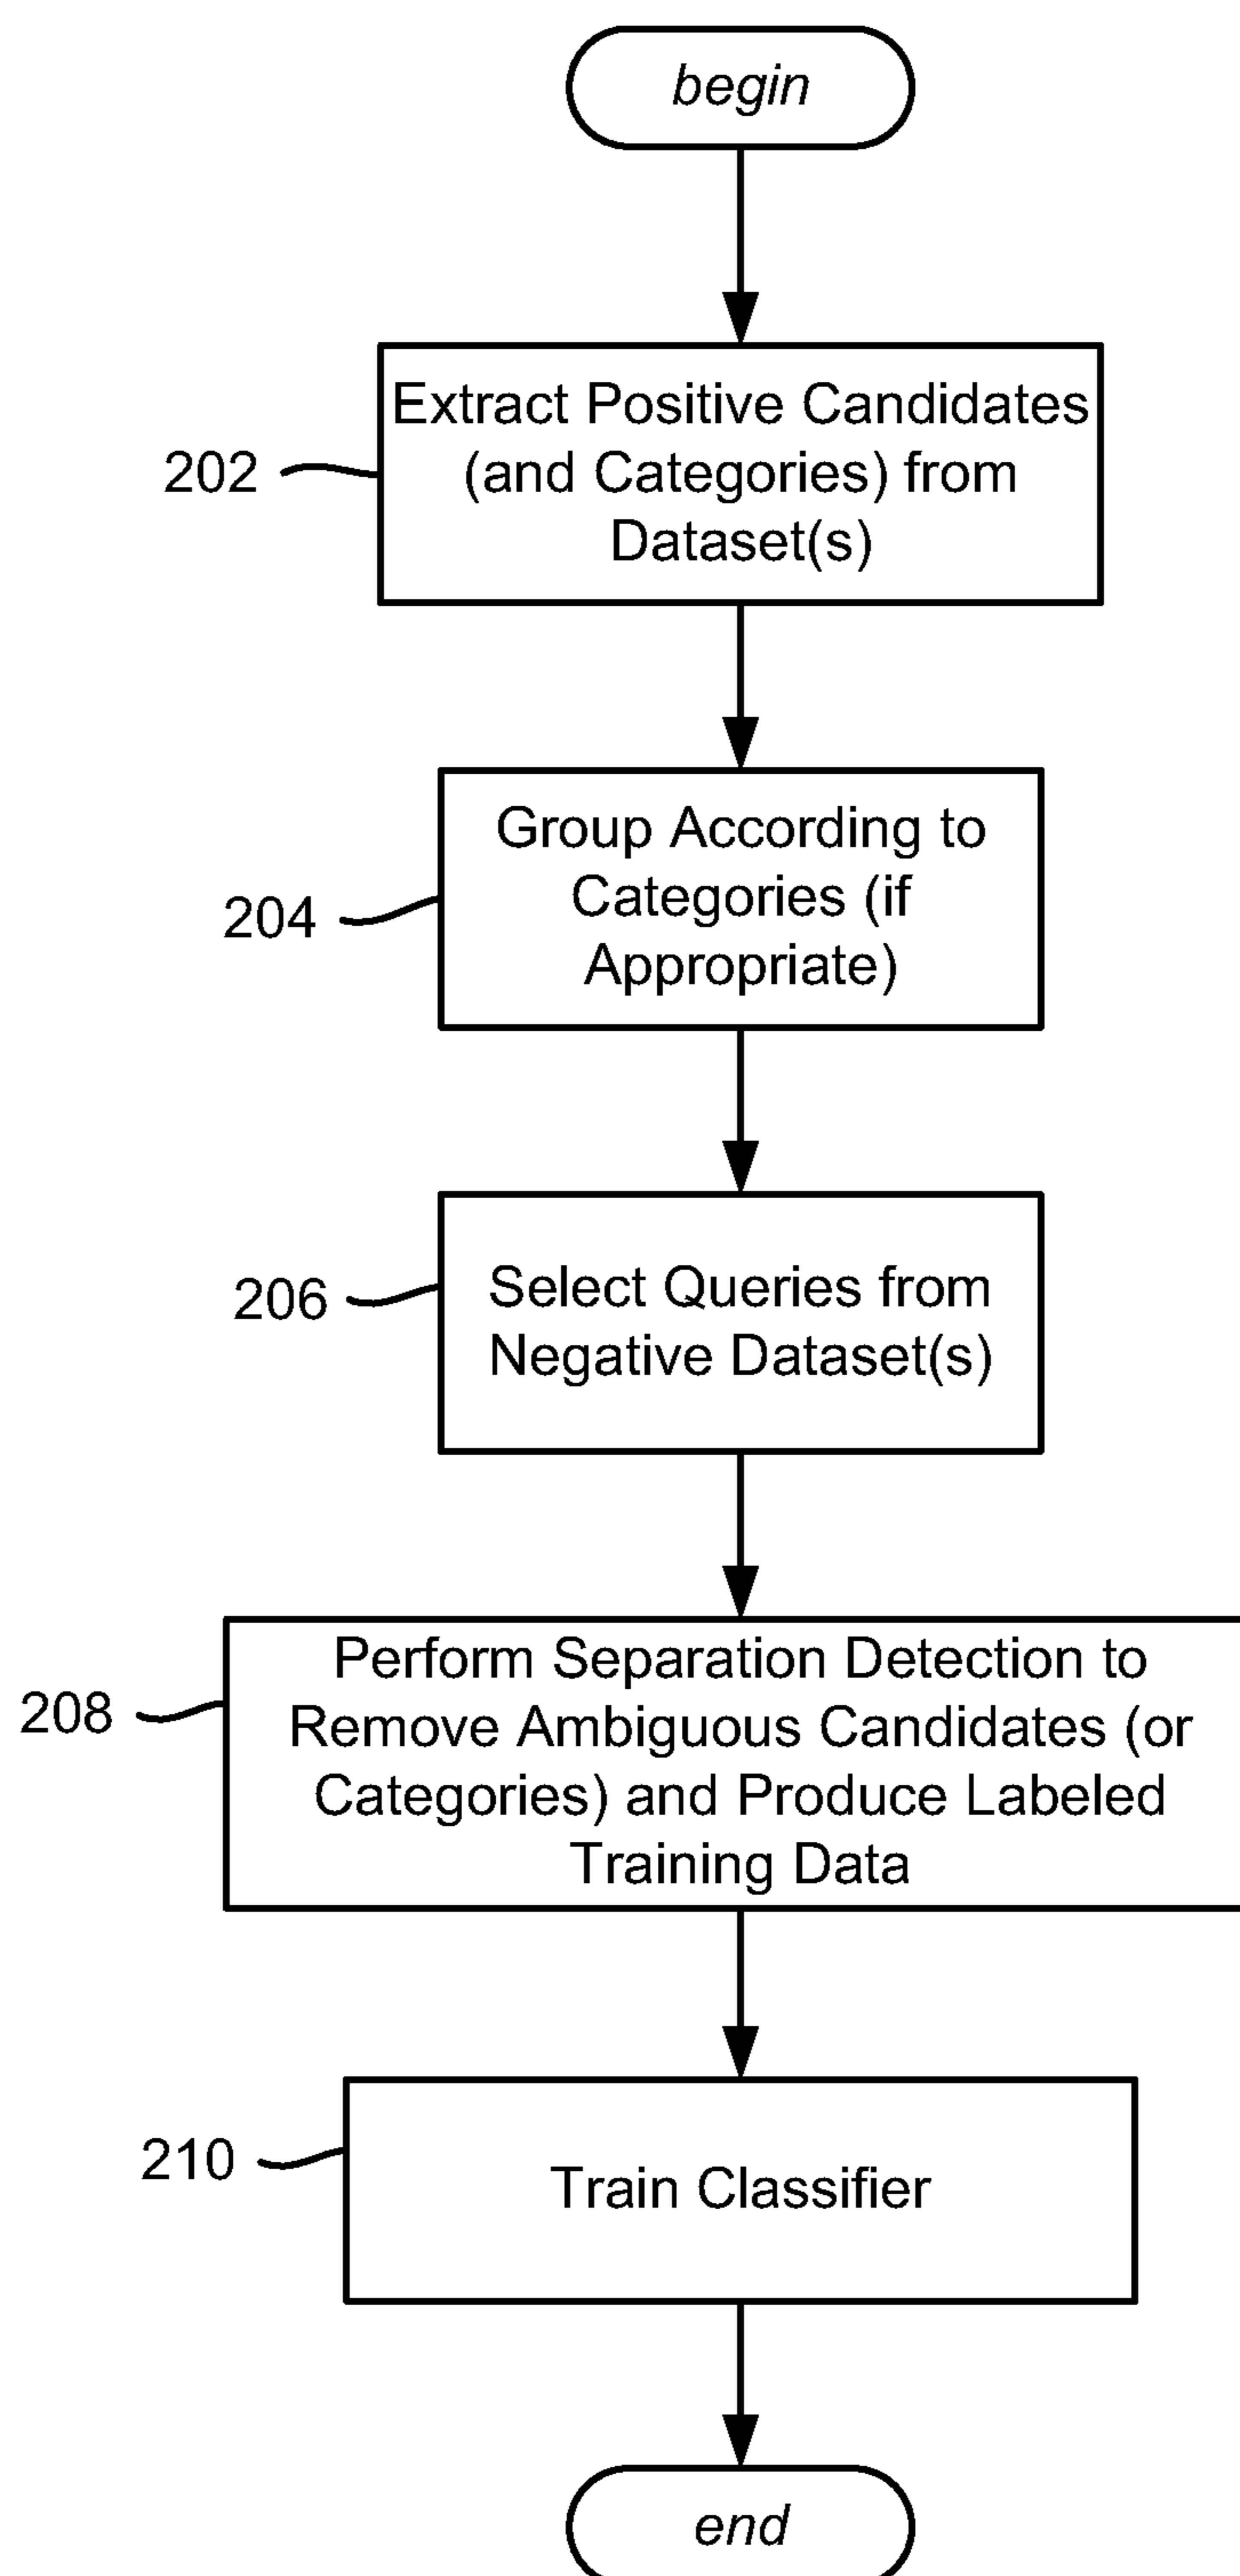 begin
202
Extract Positive Candidates
(and Categories) from
Dataset(s)
204
Group According to
Categories (if
Appropriate)
206
Select Queries from
Negative Dataset(s)
208
Perform Separation Detection to
Remove Ambiguous Candidates (or
Categories) and Produce Labeled
Training Data
210
Train Classifier
end